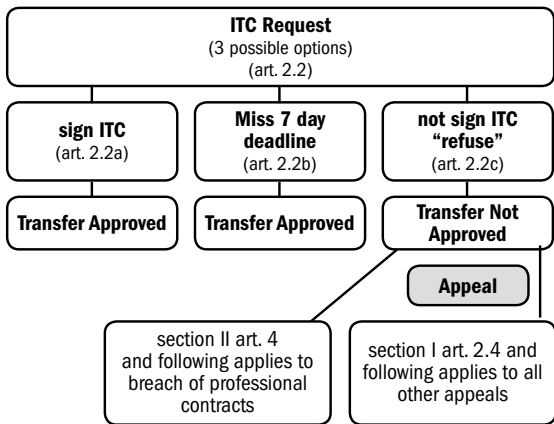 ITC Request
(3 possible options)
(art. 2.2)
sign ITC
(art. 2.2a)
Miss 7 day
deadline
(art. 2.2b)
not sign ITC
“refuse”
(art. 2.2c)
Transfer Approved
Transfer Approved
Transfer Not
Approved
Appeal
section II art. 4
and following applies to
breach of professional
contracts
section I art. 2.4 and
following applies to all
other appeals